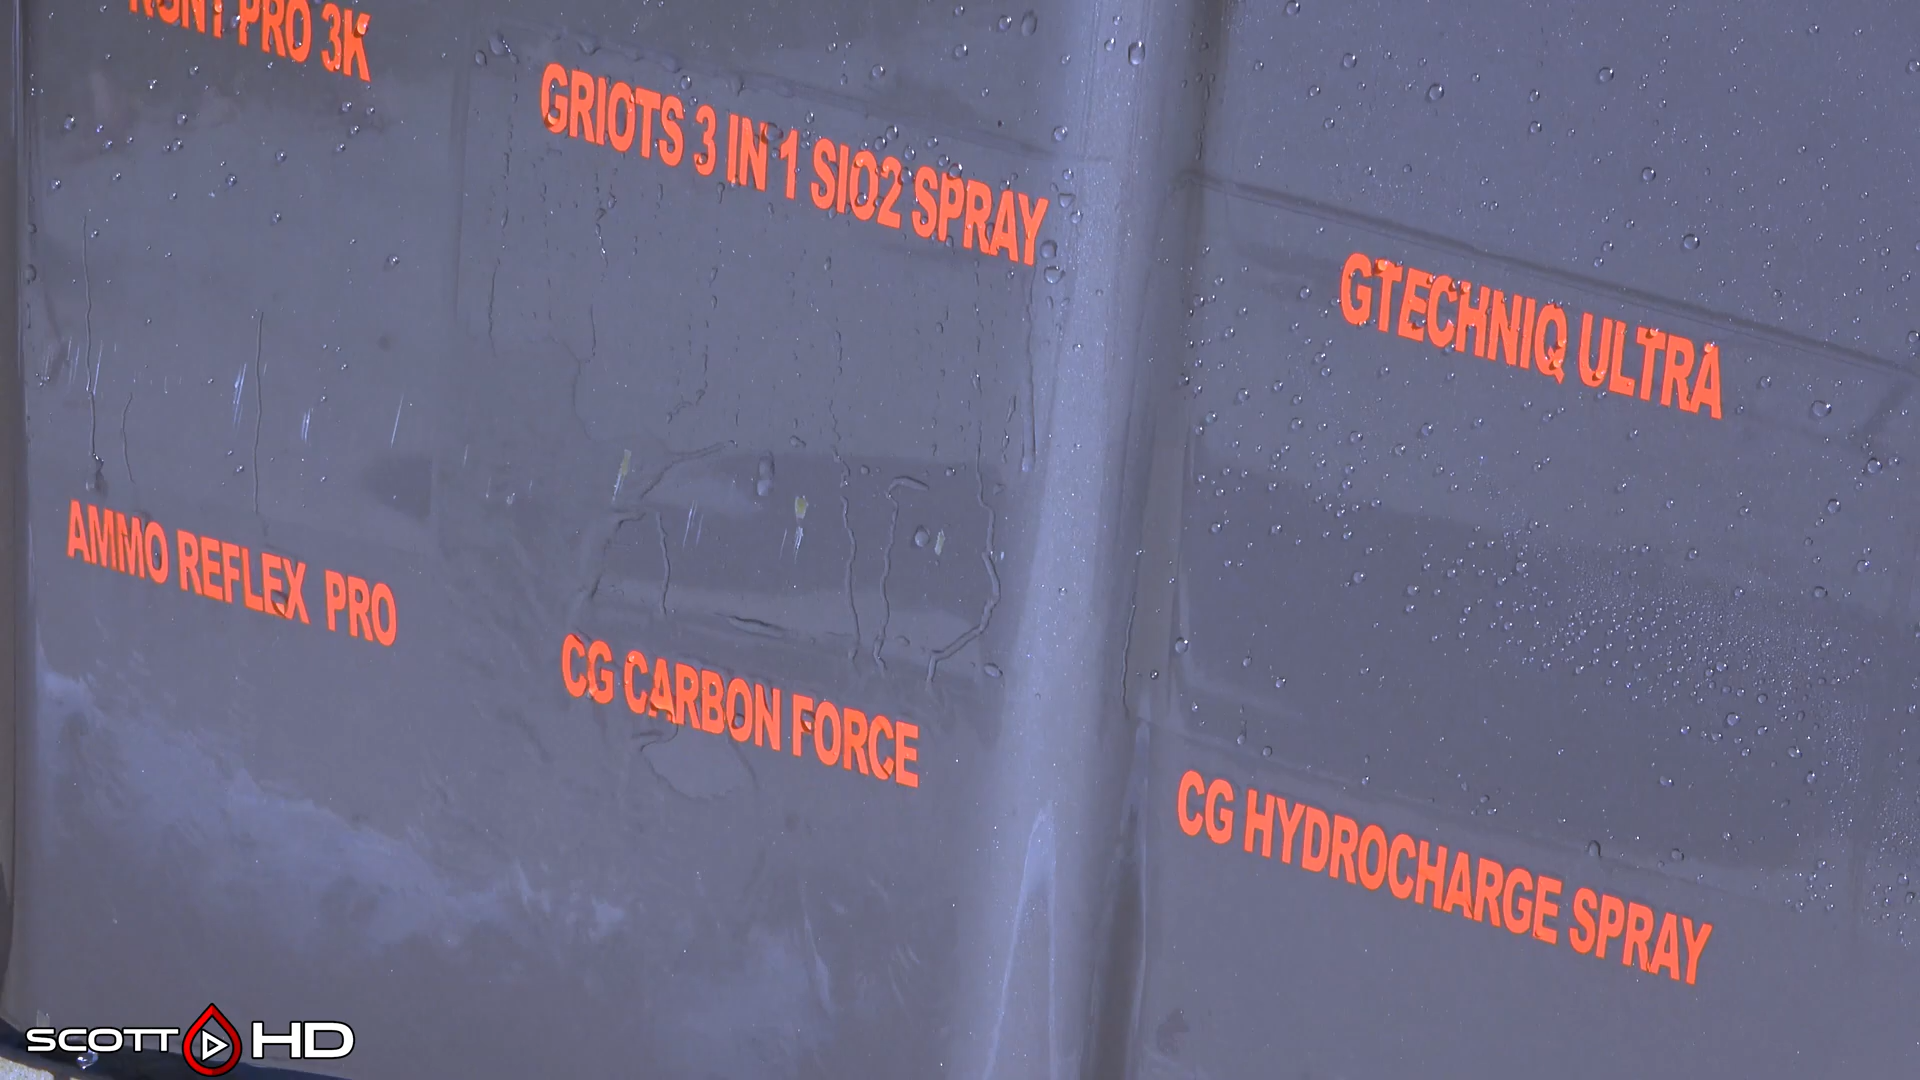 PRO 3K
GRIOTS 3 IN 1 SIO2 SPRAY
GTECHNIQ ULTRA
AMMO REFLEX PRO
CG CARBON FORCE
CG HYDROCHARGE SPRAY
SCOTT HD